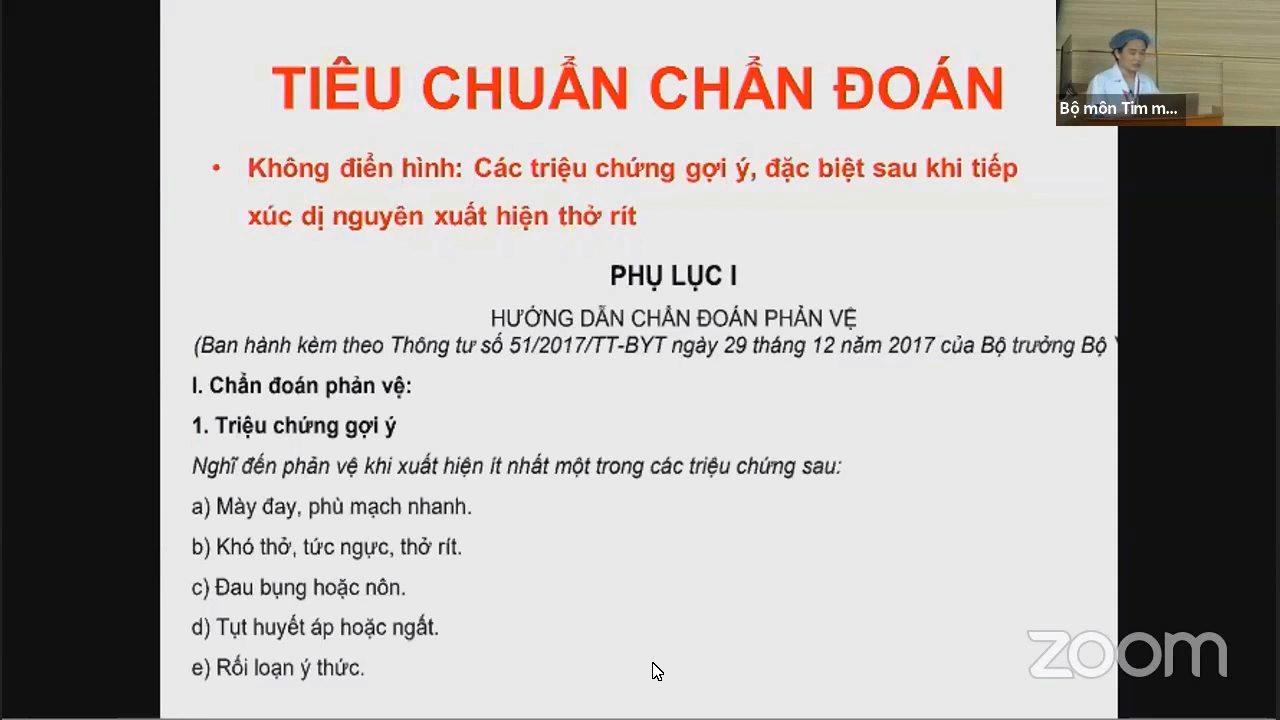 TIÊU CHUẨN CHẨN ĐOÁN
• Không điển hình: Các triệu chứng gợi ý, đặc biệt sau khi tiếp
xúc dị nguyên xuất hiện thở rít
PHỤ LỤC I
HƯỚNG DẪN CHẨN ĐOÁN PHẢN VỆ
(Ban hành kèm theo Thông tư số 51/2017/TT-BYT ngày 29 tháng 12 năm 2017 của Bộ trưởng Bộ
I. Chẩn đoán phản vệ:
1. Triệu chứng gợi ý
Nghĩ đến phản vệ khi xuất hiện ít nhất một trong các triệu chứng sau:
a) Mày đay, phù mạch nhanh.
b) Khó thở, tức ngực, thở rít.
c) Đau bụng hoặc nôn.
d) Tụt huyết áp hoặc ngất.
e) Rối loạn ý thức.
Bộ môn Tim m...
zoom